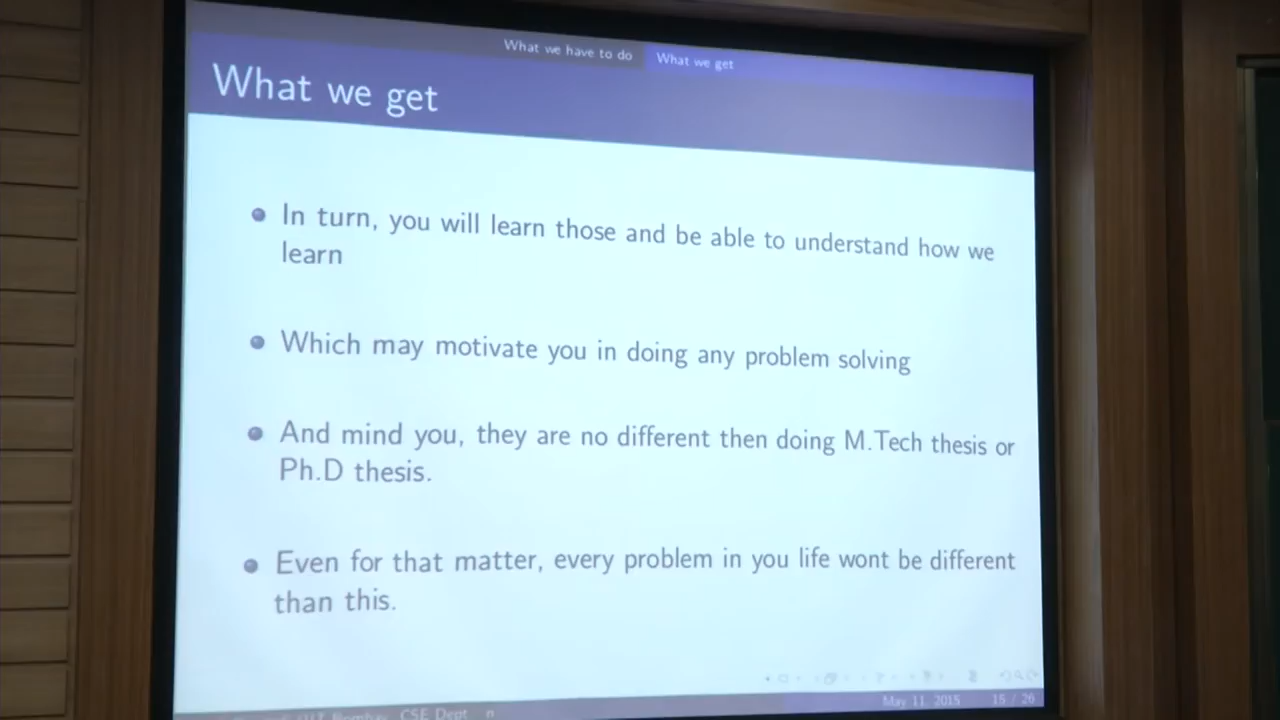 What we have to do What we get
What we get
In turn, you will learn those and be able to understand how we
learn
Which may motivate you in doing any problem solving
And mind you, they are no different then doing M.Tech thesis or
Ph.D thesis.
Even for that matter, every problem in you life wont be different
than this.
May 11, 2015 15 / 26
Bombay CSE Dept